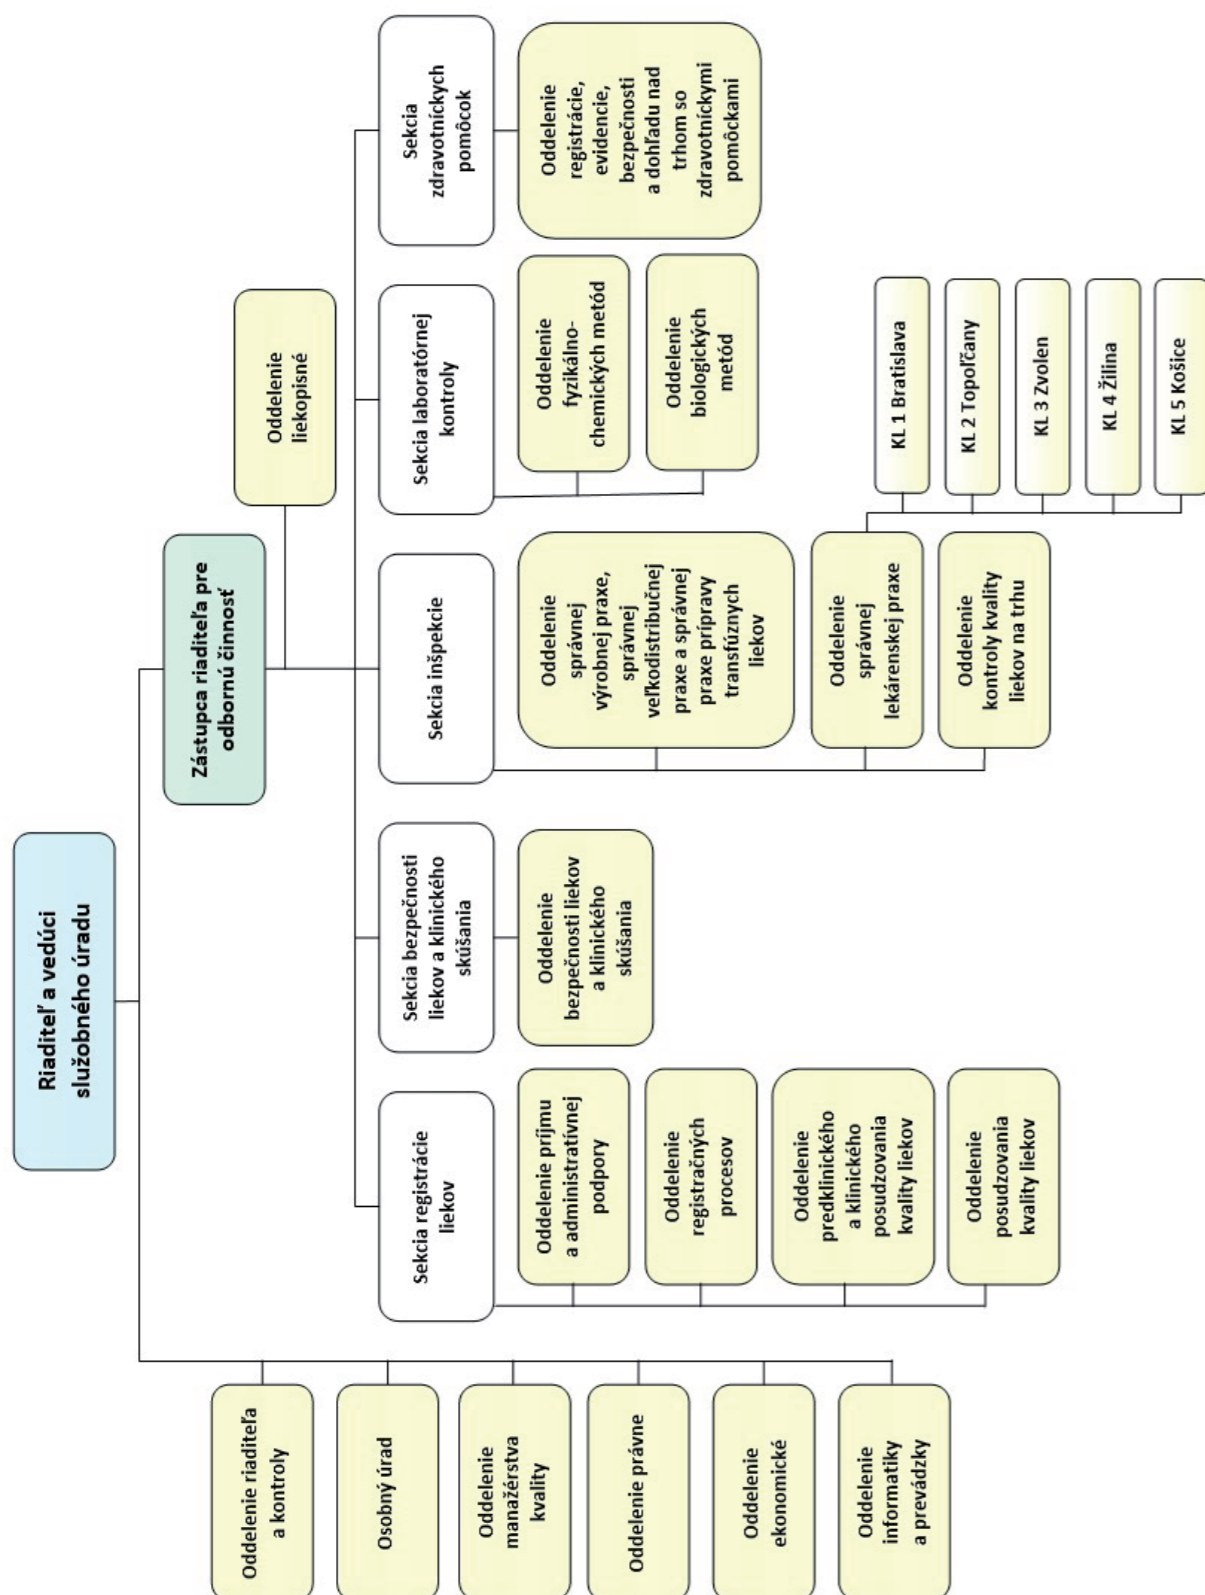 Riaditeľ a vedúci
služobného úradu
Zástupca riaditeľa pre
odbornú činnosť
Oddelenie
liekopisné
Oddelenie riaditeľa
a kontroly
Osobný úrad
Oddelenie
manažérstva
kvality
Oddelenie právne
Oddelenie
ekonomické
Oddelenie
informatiky
a prevádzky
Sekcia registrácie
liekov
Oddelenie príjmu
a administratívnej
podpory
Oddelenie
registračných
procesov
Oddelenie
predklinického
a klinického
posudzovania
kvality liekov
Oddelenie
posudzovania
kvality liekov
Sekcia bezpečnosti
liekov a klinického
skúšania
Oddelenie
bezpečnosti liekov
a klinického
skúšania
Sekcia inšpekcie
Oddelenie
správnej
výrobnej praxe,
správnej
veľkodistribučnej
praxe a správnej
praxe prípravy
transfúznych
liekov
Oddelenie
správnej
lekárenskej praxe
Oddelenie
kontroly kvality
liekov na trhu
KL 1 Bratislava
KL 2 Topoľčany
KL 3 Zvolen
KL 4 Žilina
KL 5 Košice
Sekcia laboratórnej
kontroly
Oddelenie
fyzikálno-
chemických metód
Oddelenie
biologických
metód
Sekcia
zdravotníckych
pomôcok
Oddelenie
registrácie,
evidencie,
bezpečnosti
a dohľadu nad
trhom so
zdravotníckymi
pomôckami